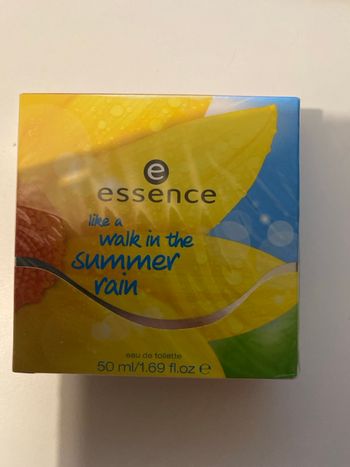 e
essence
like a
walk in the
summer
rain
eau de toilette
50 ml/1.69 fl.oz ℮